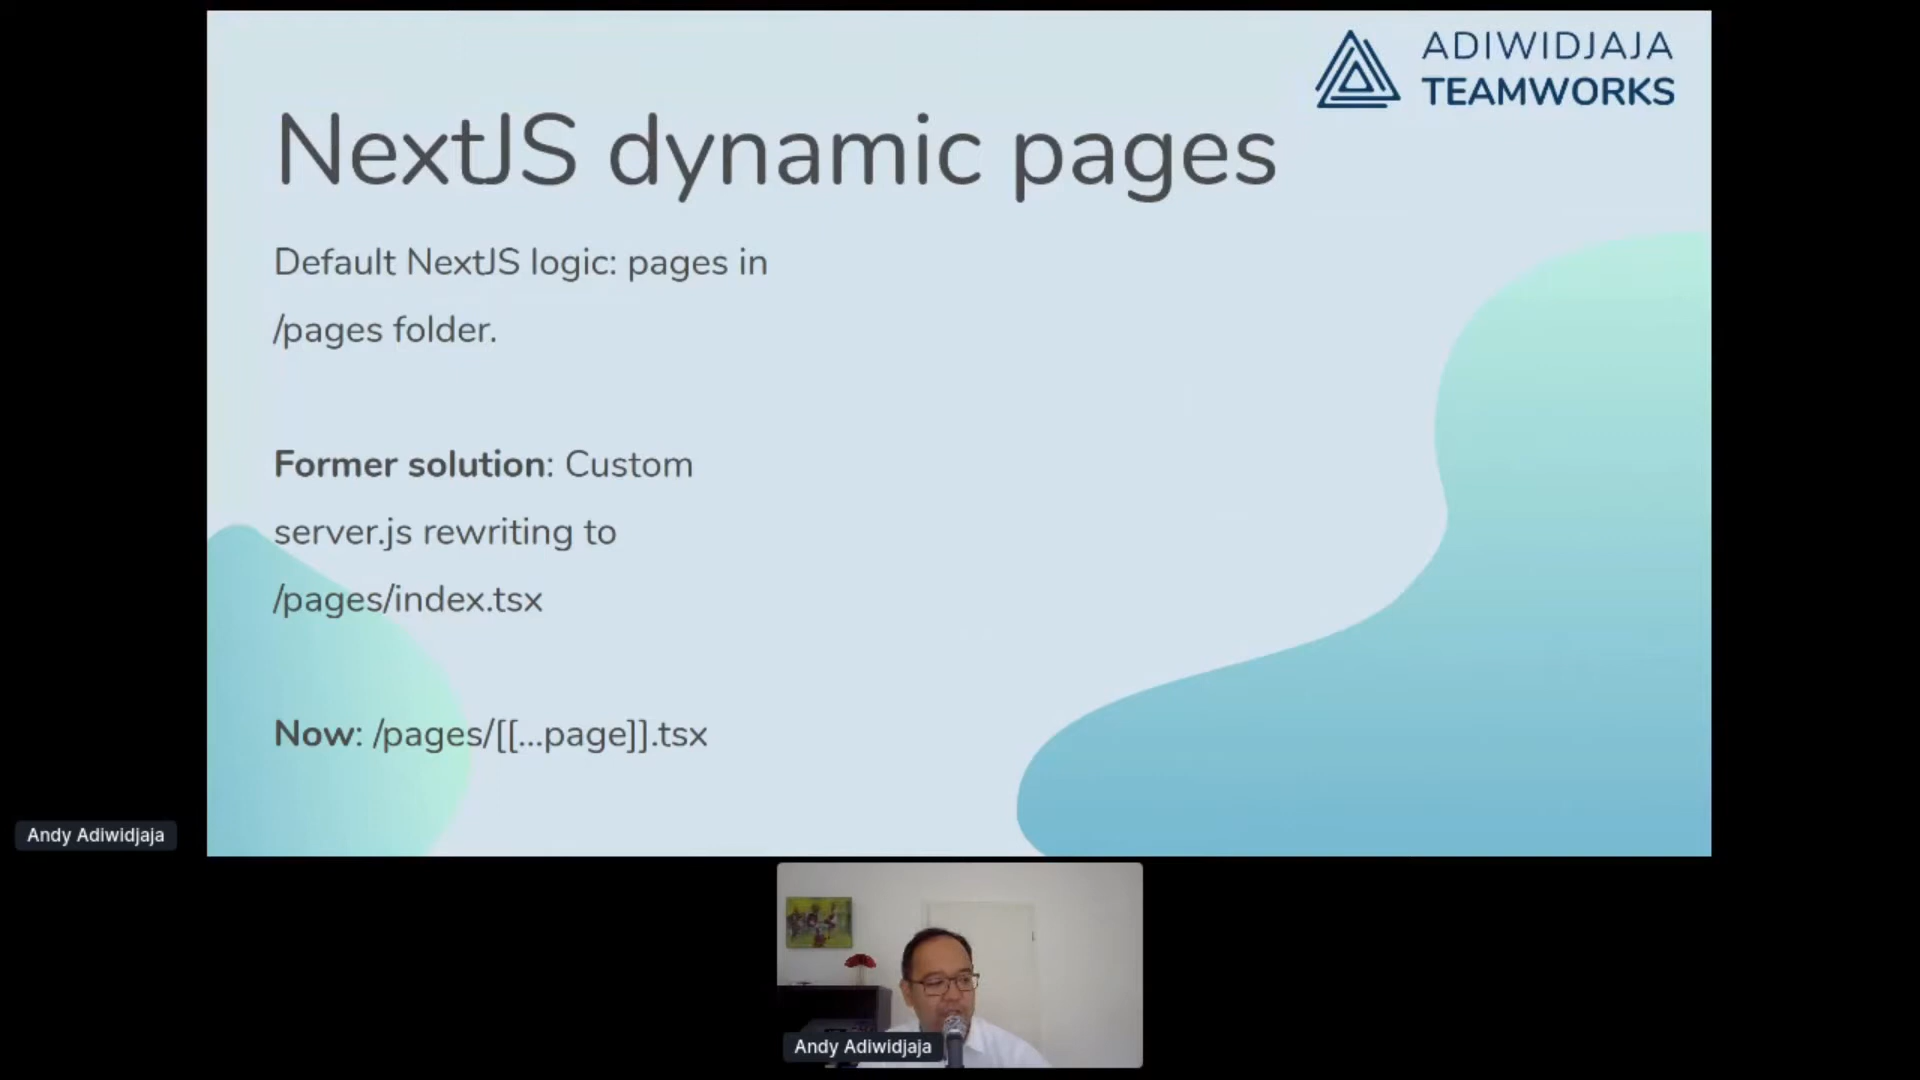 ADIWIDJAJA
TEAMWORKS
NextJS dynamic pages
Default NextJS logic: pages in
/pages folder.
Former solution: Custom
server.js rewriting to
/pages/index.tsx
Now: /pages/[[...page]].tsx
Andy Adiwidjaja
Andy Adiwidjaja